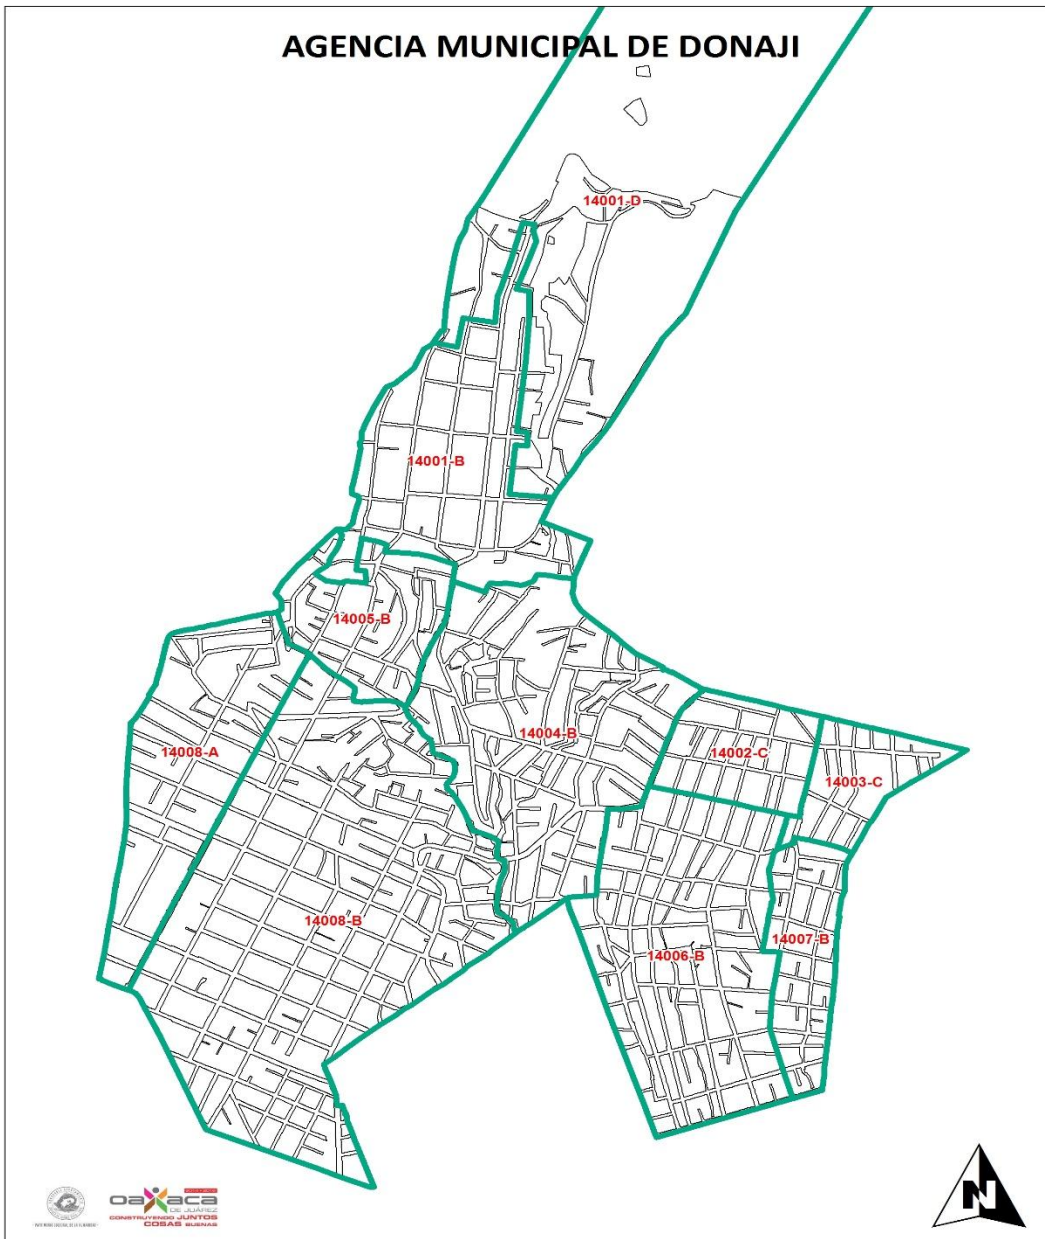 AGENCIA MUNICIPAL DE DONAJI
14001-D
14001-B
14005-B
14004-B
14008-A
14002-C
14003-C
14008-B
14007-B
14006-B
oaxaca
DE JUÁREZ
CONSTRUYENDO JUNTOS
COSAS BUENAS
N